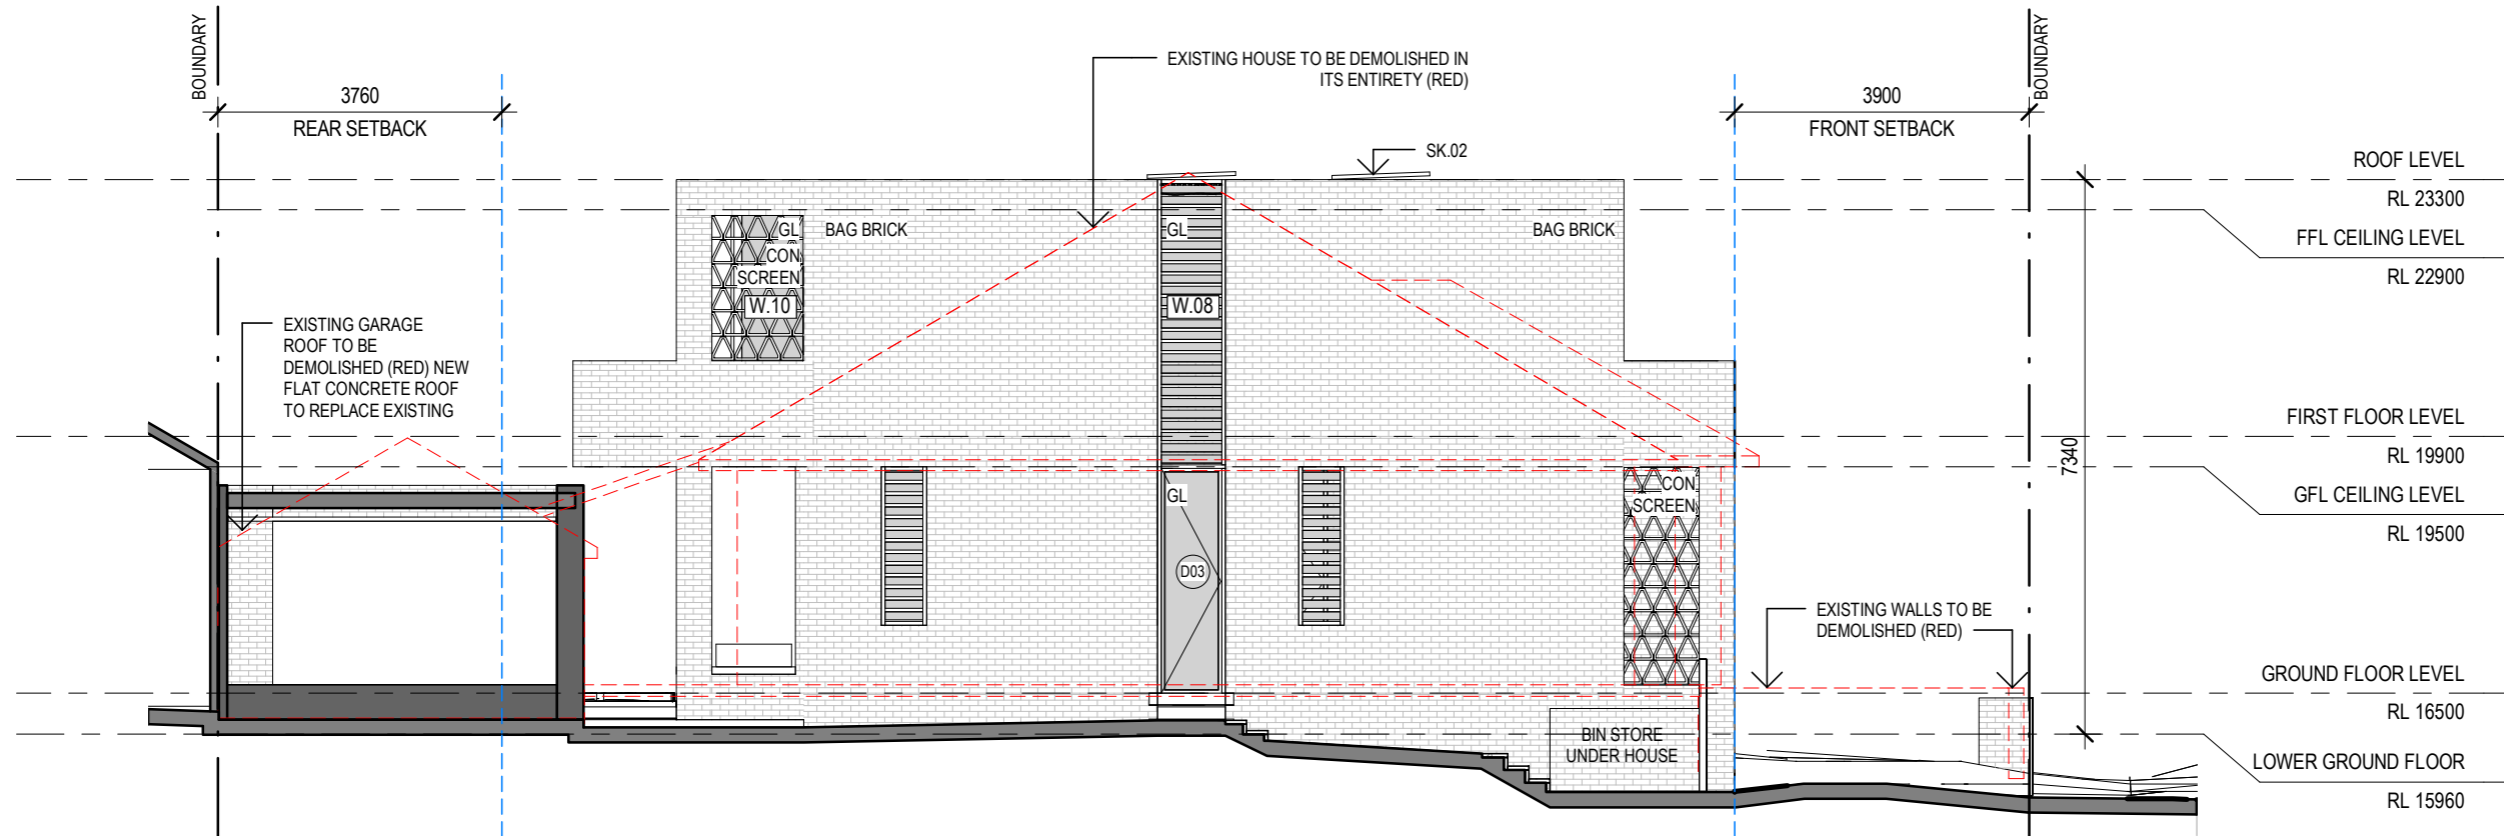 BOUNDARY
3760
REAR SETBACK
EXISTING HOUSE TO BE DEMOLISHED IN
ITS ENTIRETY (RED)
SK.02
3900
FRONT SETBACK
BOUNDARY
ROOF LEVEL
RL 23300
FFL CEILING LEVEL
RL 22900
GL
CON
SCREEN
W.10
BAG BRICK
GL
W.08
BAG BRICK
EXISTING GARAGE
ROOF TO BE
DEMOLISHED (RED) NEW
FLAT CONCRETE ROOF
TO REPLACE EXISTING
7340
FIRST FLOOR LEVEL
RL 19900
GFL CEILING LEVEL
RL 19500
GL
D03
CON
SCREEN
EXISTING WALLS TO BE
DEMOLISHED (RED)
GROUND FLOOR LEVEL
RL 16500
BIN STORE
UNDER HOUSE
LOWER GROUND FLOOR
RL 15960